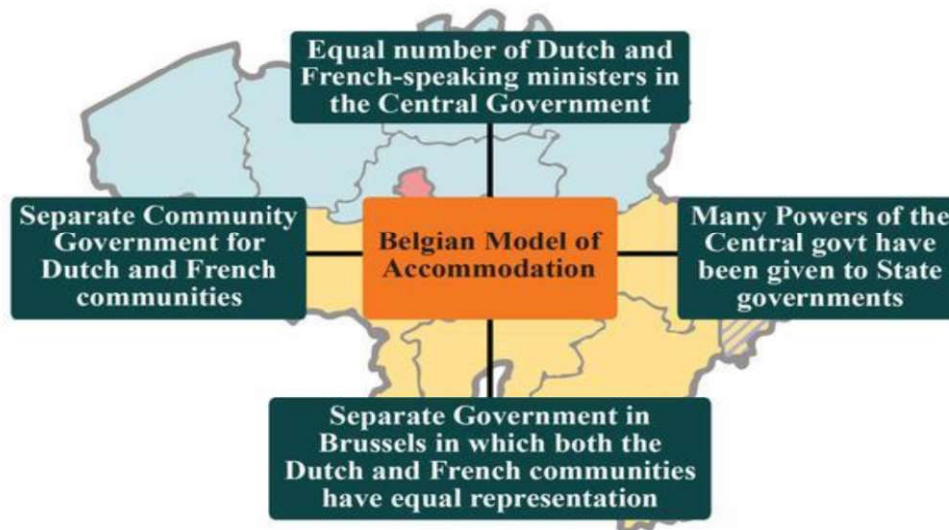 Equal number of Dutch and
French-speaking ministers in
the Central Government
Separate Community
Government for
Dutch and French
communities
Belgian Model of
Accommodation
Many Powers of the
Central govt have
been given to State
governments
Separate Government in
Brussels in which both the
Dutch and French communities
have equal representation